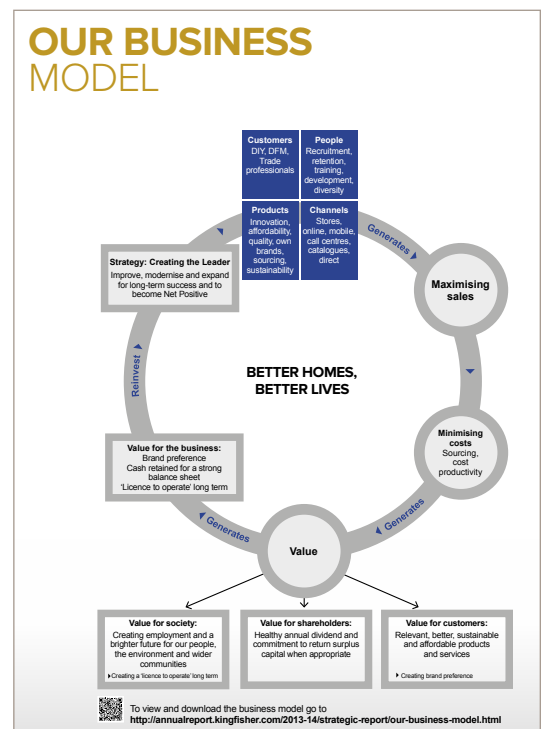 OUR BUSINESS
MODEL
Customers
DIY, DFM,
Trade
professionals
People
Recruitment,
retention,
training,
development,
diversity
Products
Innovation,
affordability,
quality, own
brands,
sourcing,
sustainability
Channels
Stores,
online, mobile,
call centres,
catalogues,
direct
Generates
Maximising
sales
Strategy: Creating the Leader
Improve, modernise and expand
for long-term success and to
become Net Positive
BETTER HOMES,
BETTER LIVES
Reinvest
Minimising
costs
Sourcing,
cost
productivity
Value for the business:
Brand preference
Cash retained for a strong
balance sheet
'Licence to operate' long term
Generates
Generates
Value
Value for society:
Creating employment and a
brighter future for our people,
the environment and wider
communities
Creating a 'licence to operate' long term
Value for shareholders:
Healthy annual dividend and
commitment to return surplus
capital when appropriate
Value for customers:
Relevant, better, sustainable
and affordable products
and services
Creating brand preference
To view and download the business model go to
http://annualreport.kingfisher.com/2013-14/strategic-report/our-business-model.html